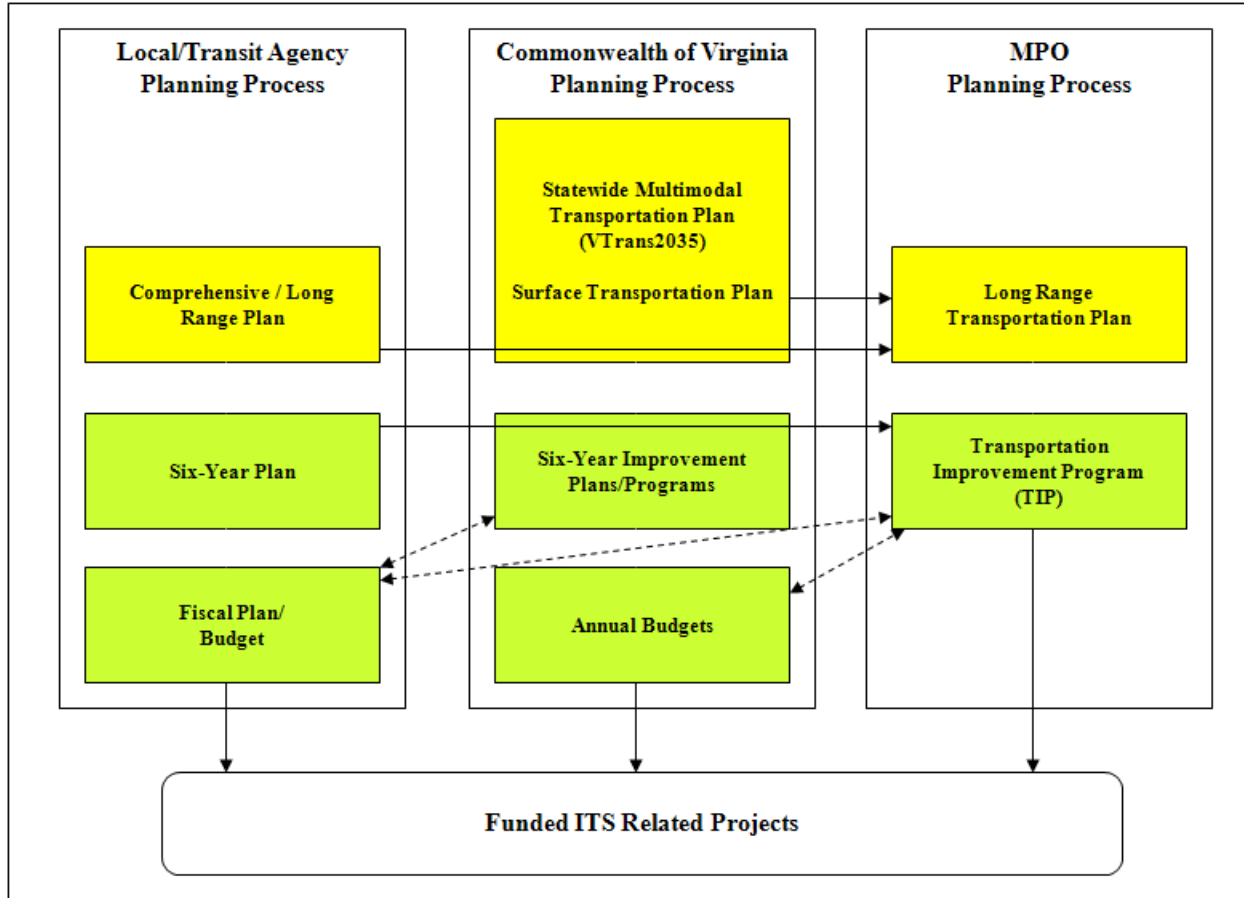 Local/Transit Agency
Planning Process
Commonwealth of Virginia
Planning Process
MPO
Planning Process
Statewide Multimodal
Transportation Plan
(VTrans2035)
Surface Transportation Plan
Comprehensive / Long
Range Plan
Long Range
Transportation Plan
Six-Year Plan
Six-Year Improvement
Plans/Programs
Transportation
Improvement Program
(TIP)
Fiscal Plan/
Budget
Annual Budgets
Funded ITS Related Projects